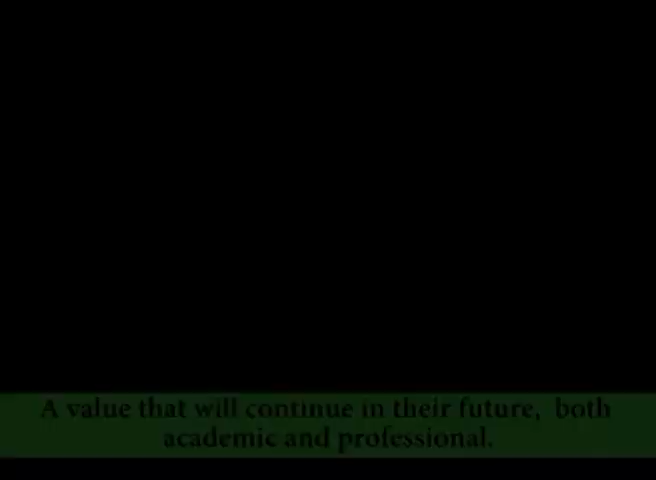 A value that will continue in their future,  both
academic and professional.